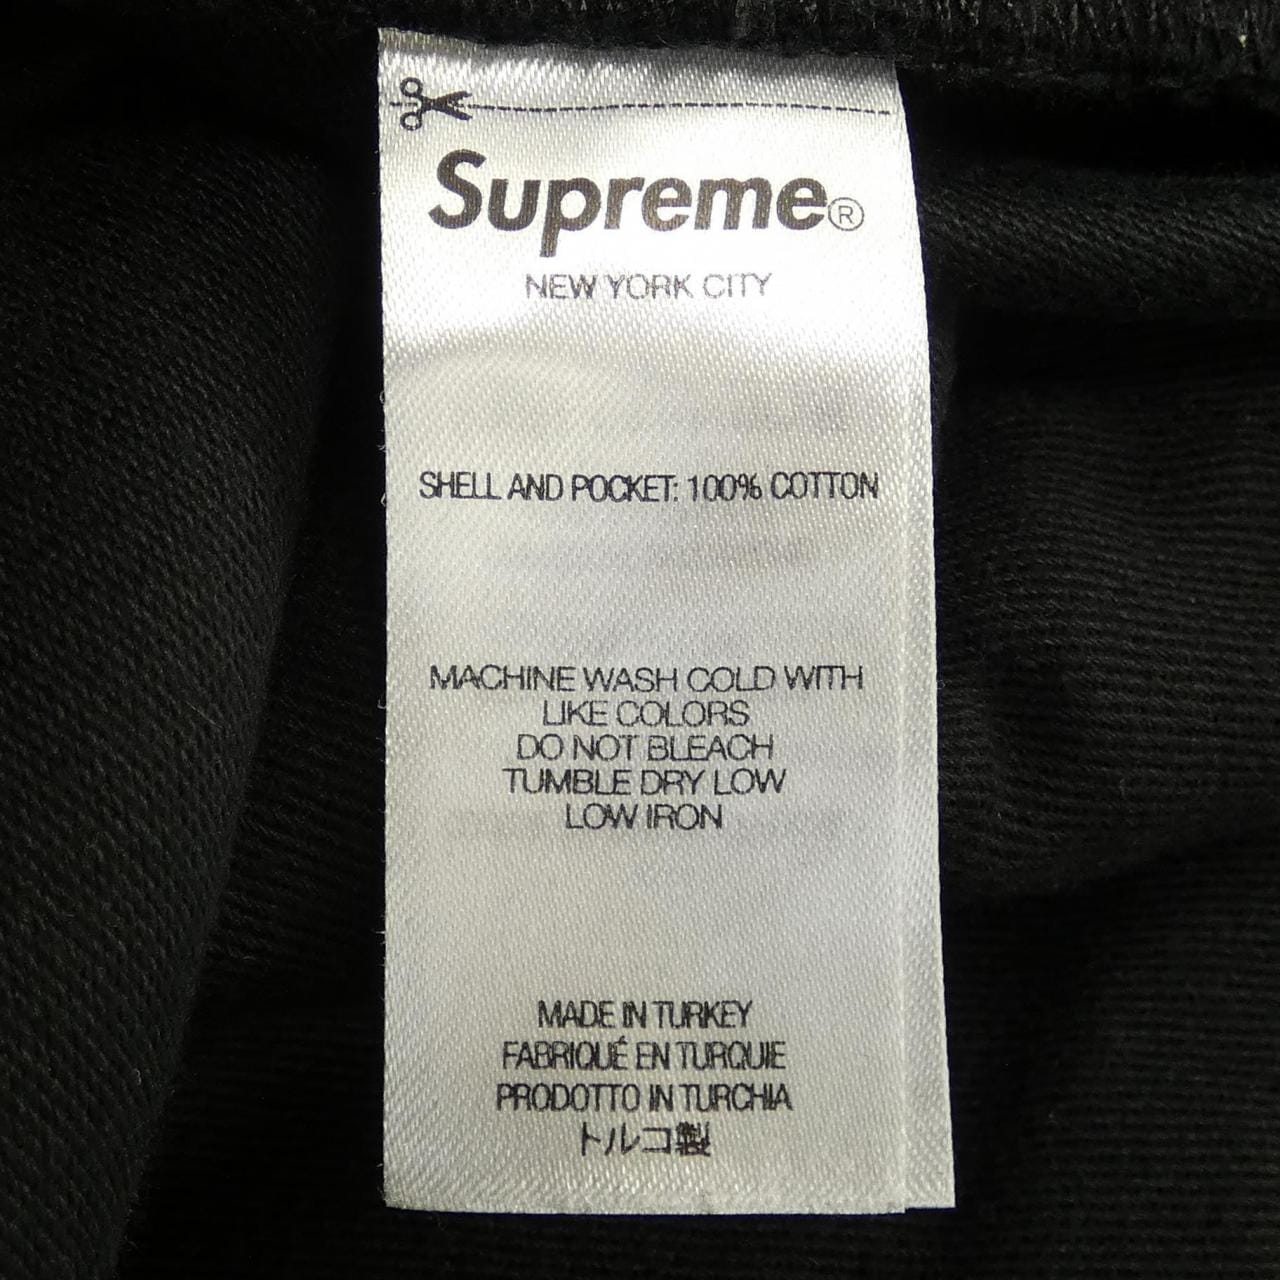 Supreme®
NEW YORK CITY
SHELL AND POCKET: 100% COTTON
MACHINE WASH COLD WITH
LIKE COLORS
DO NOT BLEACH
TUMBLE DRY LOW
LOW IRON
MADE IN TURKEY
FABRIQUÉ EN TURQUIE
PRODOTTO IN TURCHIA
トルコ製